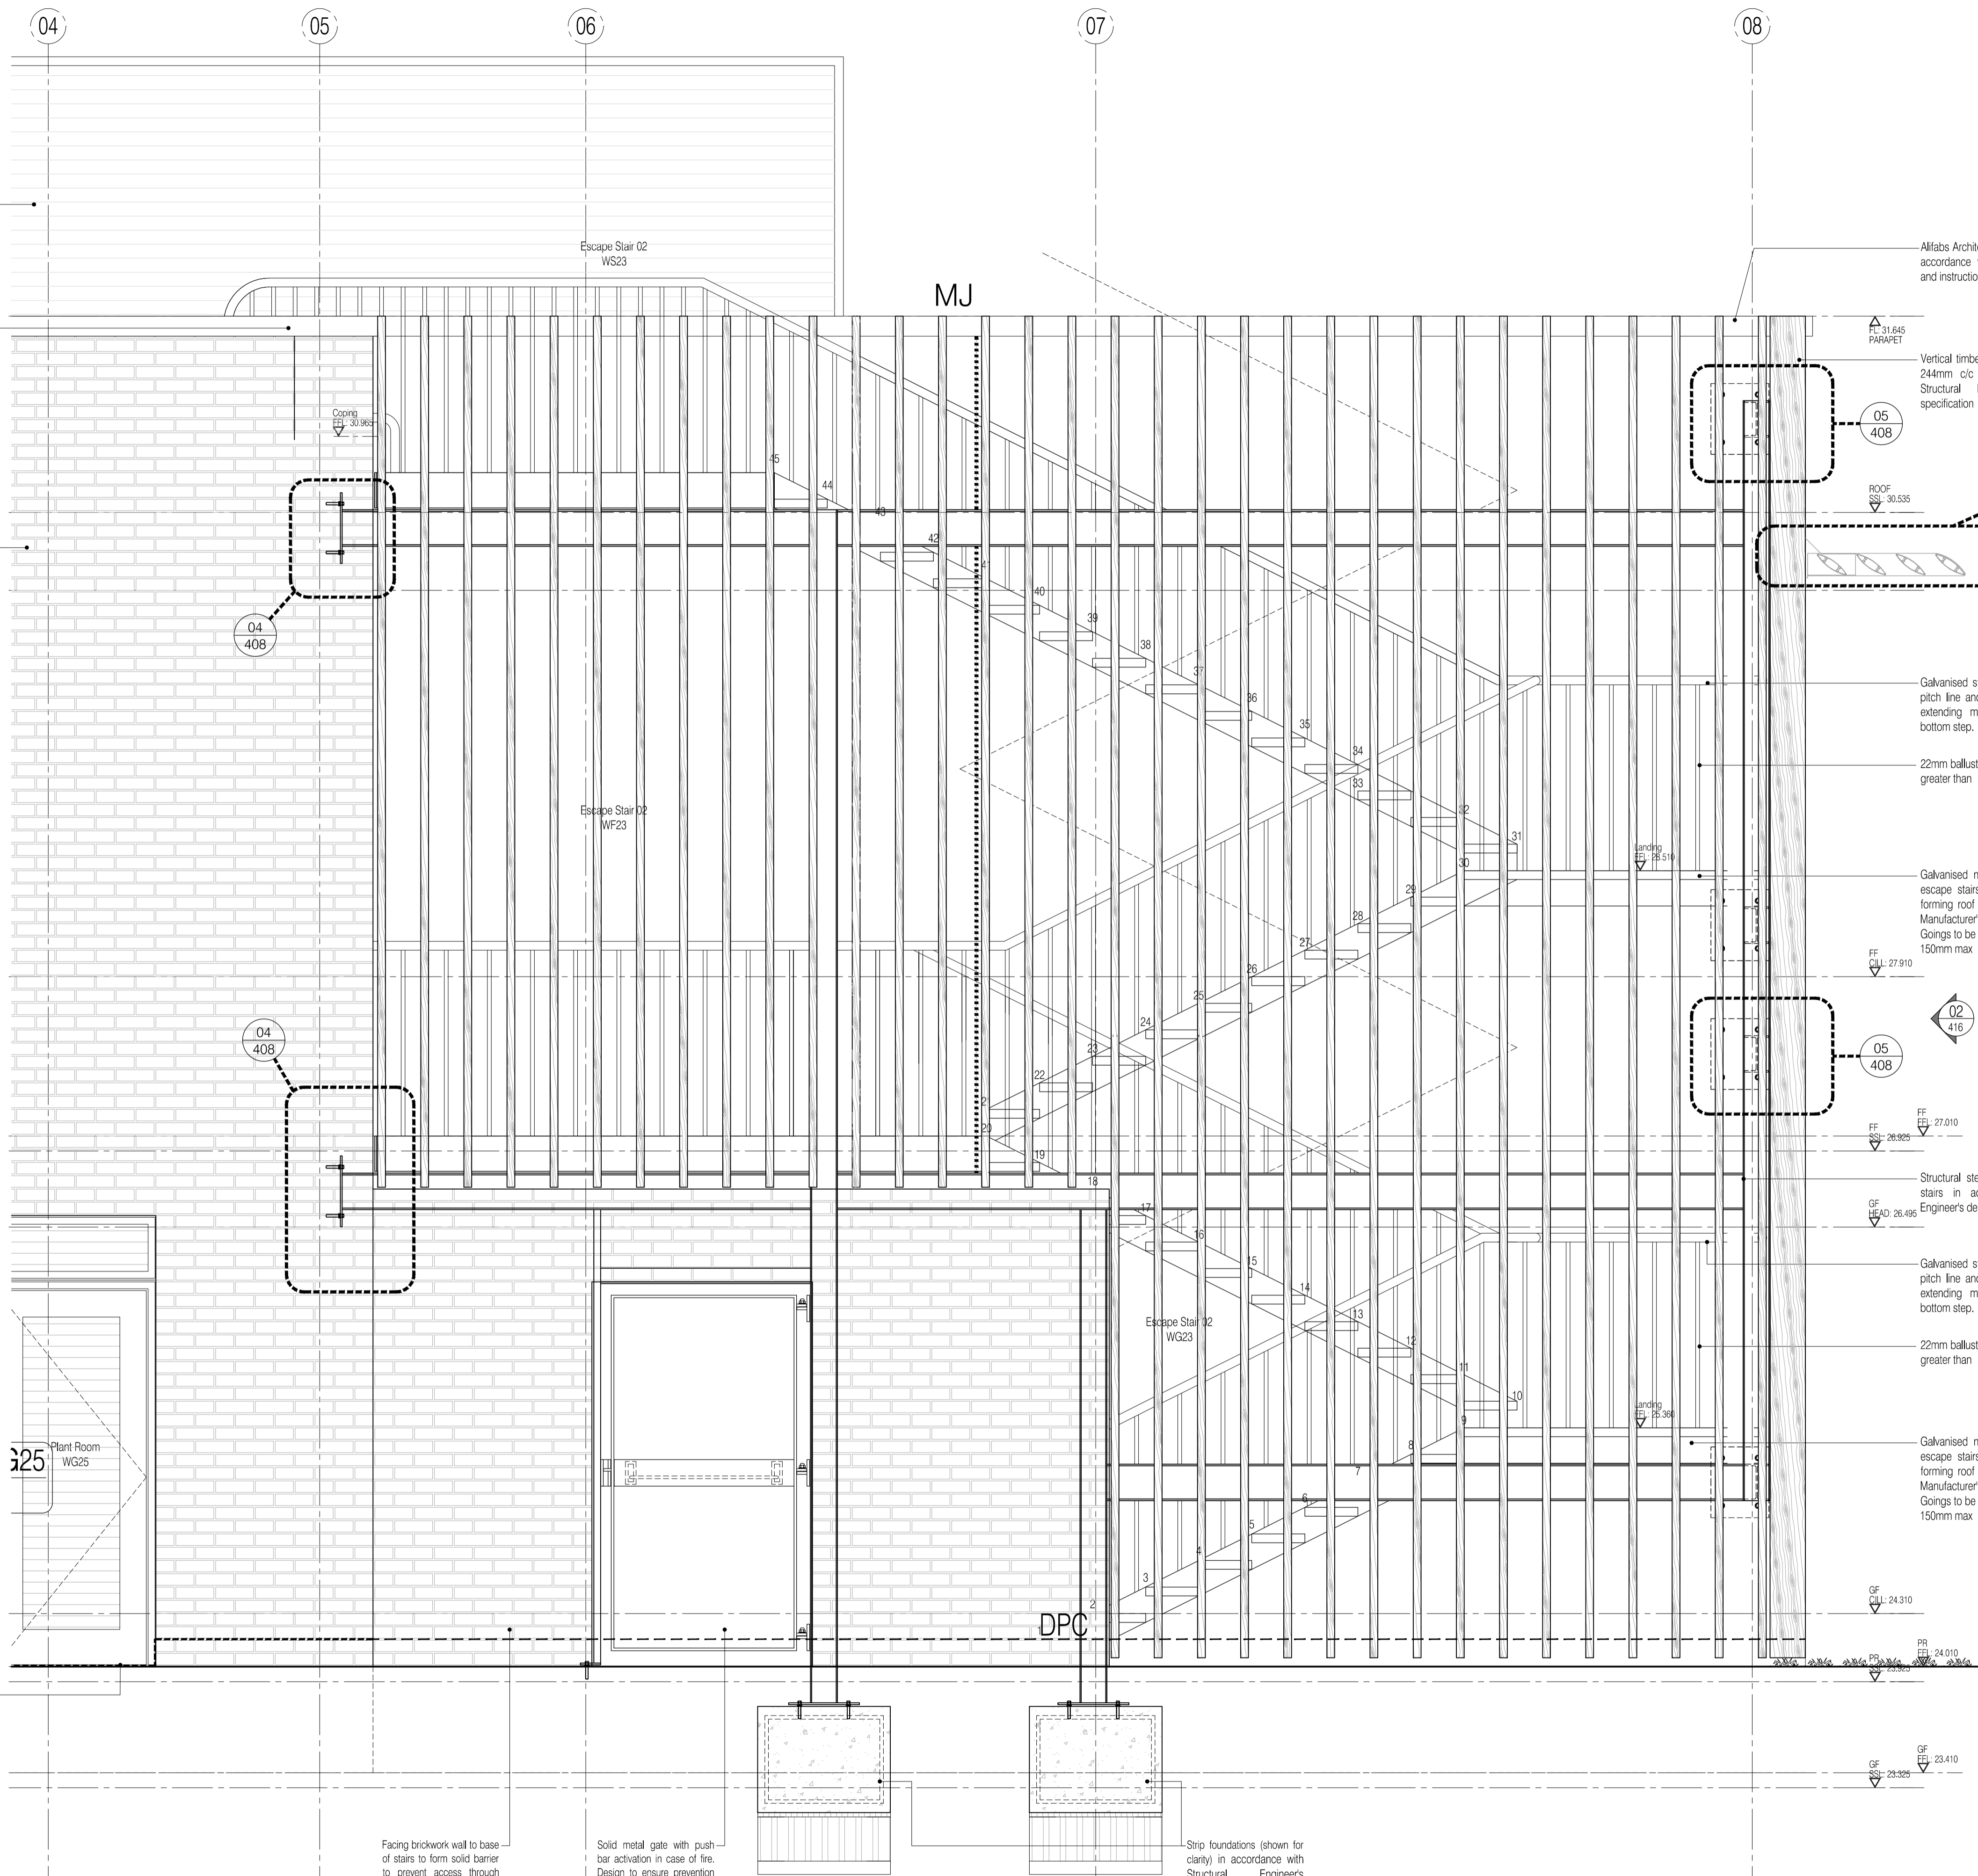 04
05
06
07
08
Escape Stair 02
WS23
MJ
FL: 31.645
PARAPET
and instructio
Vertical timbe
244mm c/c
Structural
specification
Coping
FFL: 30.965
05
408
45
44
43
42
ROOF
SSL: 30.535
04
408
40
39
38
37
36
35
34
33
32
31
30
29
28
27
26
25
24
23
22
20
19
18
17
16
15
14
13
12
11
10
9
8
7
6
5
4
3
2
Galvanised s
pitch line and
extending m
bottom step.
22mm ballust
greater than
Escape Stair 02
WF23
Landing
FFL: 28.510
Galvanised m
escape stairs
forming roof
Manufacturer'
Goings to be
150mm max
FF
CILL: 27.910
02
416
04
408
05
408
FF
FFL: 27.010
FF
SSL: 26.925
Structural ste
stairs in a
Engineer's de
GF
HEAD: 26.495
Galvanised s
pitch line and
extending m
bottom step.
22mm ballust
greater than
Escape Stair 02
WG23
Landing
FFL: 25.360
G25
Plant Room
WG25
Galvanised m
escape stairs
forming roof
Manufacturer'
Goings to be
150mm max
GF
CILL: 24.310
DPC
PR
FFL: 24.010
PR
SSL: 23.925
GF
FFL: 23.410
GF
SSL: 23.325
Facing brickwork wall to base
of stairs to form solid barrier
to prevent access through
Solid metal gate with push
bar activation in case of fire.
Design to ensure prevention
Strip foundations (shown for
clarity) in accordance with
Structural Engineer's
Alifabs Archite
accordance